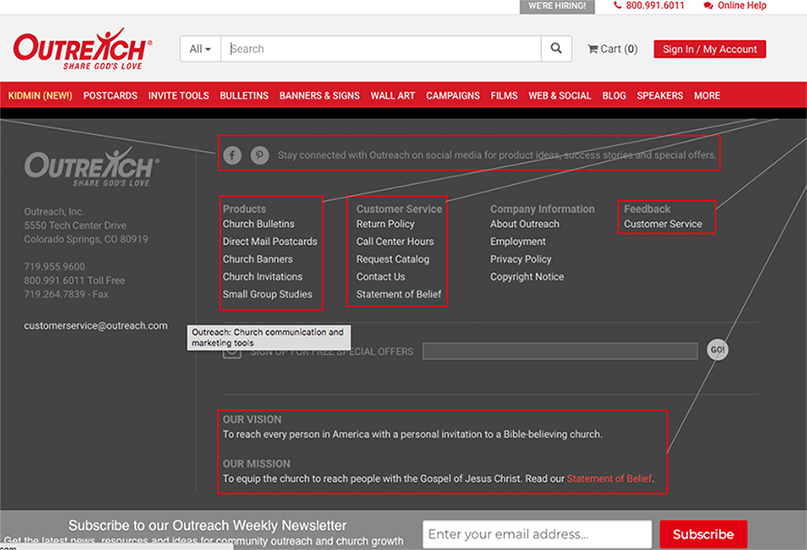 WE'RE HIRING! 800.991.6011 Online Help
OUTREACH®
SHARE GOD'S LOVE
All Search Cart (0) Sign In / My Account
KIDMIN (NEW!) POSTCARDS INVITE TOOLS BULLETINS BANNERS & SIGNS WALL ART CAMPAIGNS FILMS WEB & SOCIAL BLOG SPEAKERS MORE
OUTREACH®
SHARE GOD'S LOVE
Outreach, Inc.
5550 Tech Center Drive
Colorado Springs, CO 80919
719.955.9600
800.991.6011 Toll Free
719.264.7839 - Fax
customerservice@outreach.com
Stay connected with Outreach on social media for product ideas, success stories and special offers.
Products
Church Bulletins
Direct Mail Postcards
Church Banners
Church Invitations
Small Group Studies
Customer Service
Return Policy
Call Center Hours
Request Catalog
Contact Us
Statement of Belief
Company Information
About Outreach
Employment
Privacy Policy
Copyright Notice
Feedback
Customer Service
Outreach: Church communication and
marketing tools
SIGN UP FOR FREE SPECIAL OFFERS GO!
OUR VISION
To reach every person in America with a personal invitation to a Bible-believing church.
OUR MISSION
To equip the church to reach people with the Gospel of Jesus Christ. Read our Statement of Belief.
Subscribe to our Outreach Weekly Newsletter
Get the latest news, resources and ideas for community outreach and church growth
Enter your email address... Subscribe